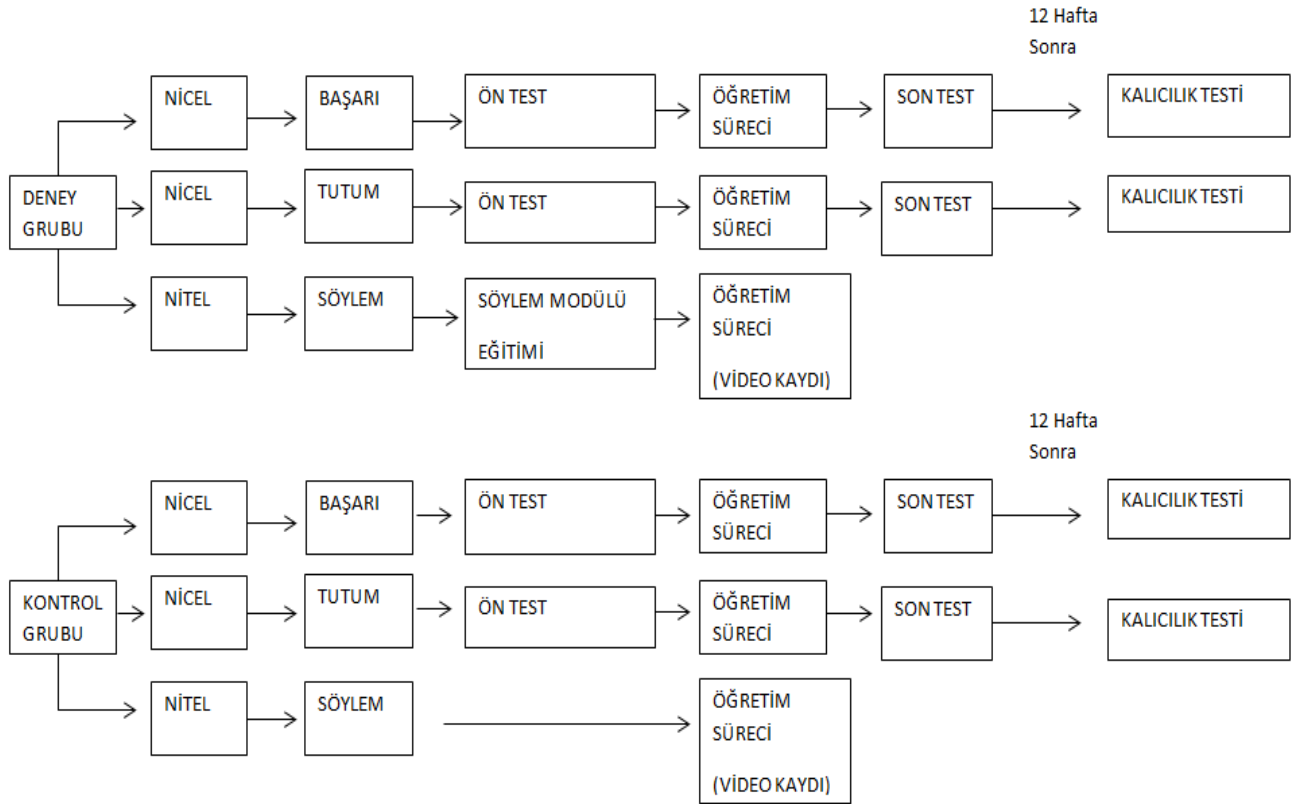 12 Hafta
Sonra
NİCEL
BAŞARI
ÖN TEST
ÖĞRETİM
SÜRECİ
SON TEST
KALICILIK TESTİ
DENEY
GRUBU
NİCEL
TUTUM
ÖN TEST
ÖĞRETİM
SÜRECİ
SON TEST
KALICILIK TESTİ
NİTEL
SÖYLEM
SÖYLEM MODÜLÜ
EĞİTİMİ
ÖĞRETİM
SÜRECİ
(VİDEO KAYDI)
12 Hafta
Sonra
NİCEL
BAŞARI
ÖN TEST
ÖĞRETİM
SÜRECİ
SON TEST
KALICILIK TESTİ
KONTROL
GRUBU
NİCEL
TUTUM
ÖN TEST
ÖĞRETİM
SÜRECİ
SON TEST
KALICILIK TESTİ
NİTEL
SÖYLEM
ÖĞRETİM
SÜRECİ
(VİDEO KAYDI)